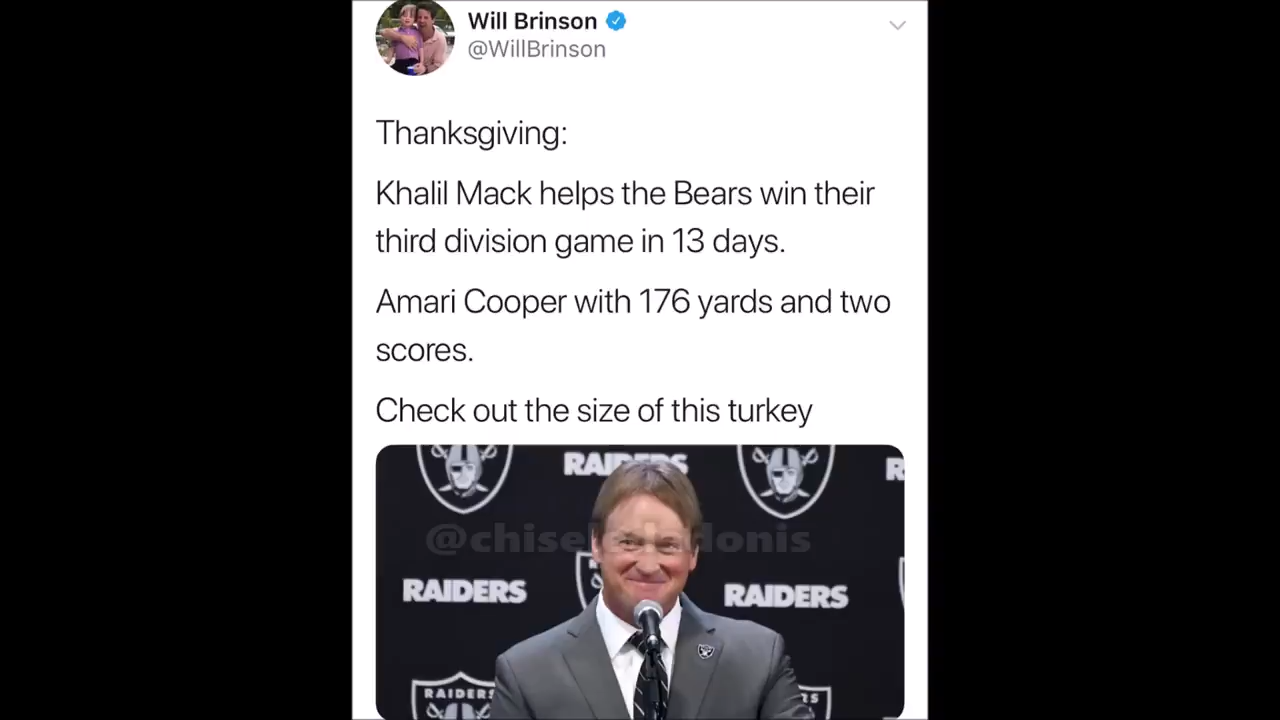 Will Brinson
@WillBrinson
Thanksgiving:
Khalil Mack helps the Bears win their
third division game in 13 days.
Amari Cooper with 176 yards and two
scores.
Check out the size of this turkey
RAIDERS
RAIDERS
RAIDERS
RAIDERS